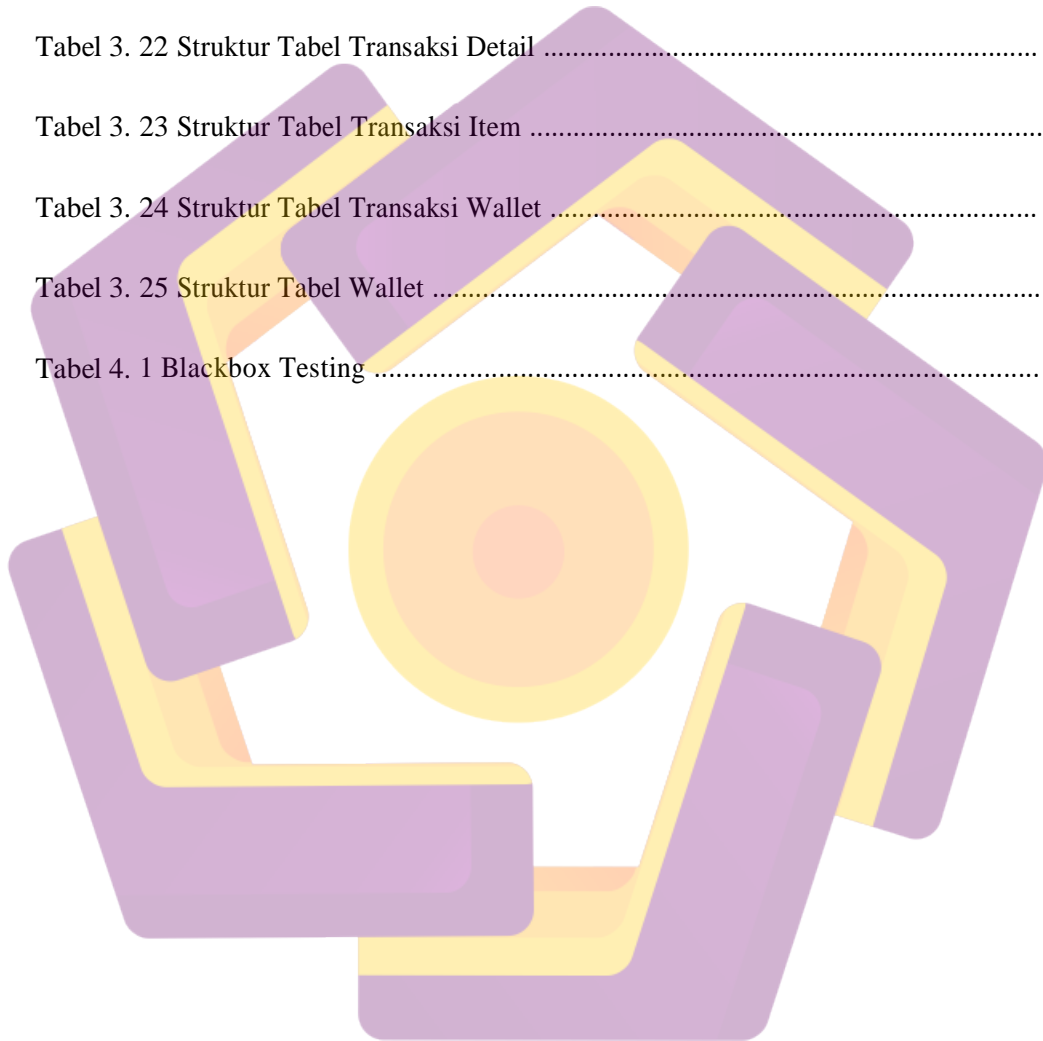 Tabel 3. 22 Struktur Tabel Transaksi Detail ......................................................................
Tabel 3. 23 Struktur Tabel Transaksi Item .........................................................................
Tabel 3. 24 Struktur Tabel Transaksi Wallet .....................................................................
Tabel 3. 25 Struktur Tabel Wallet ......................................................................................
Tabel 4. 1 Blackbox Testing ..............................................................................................